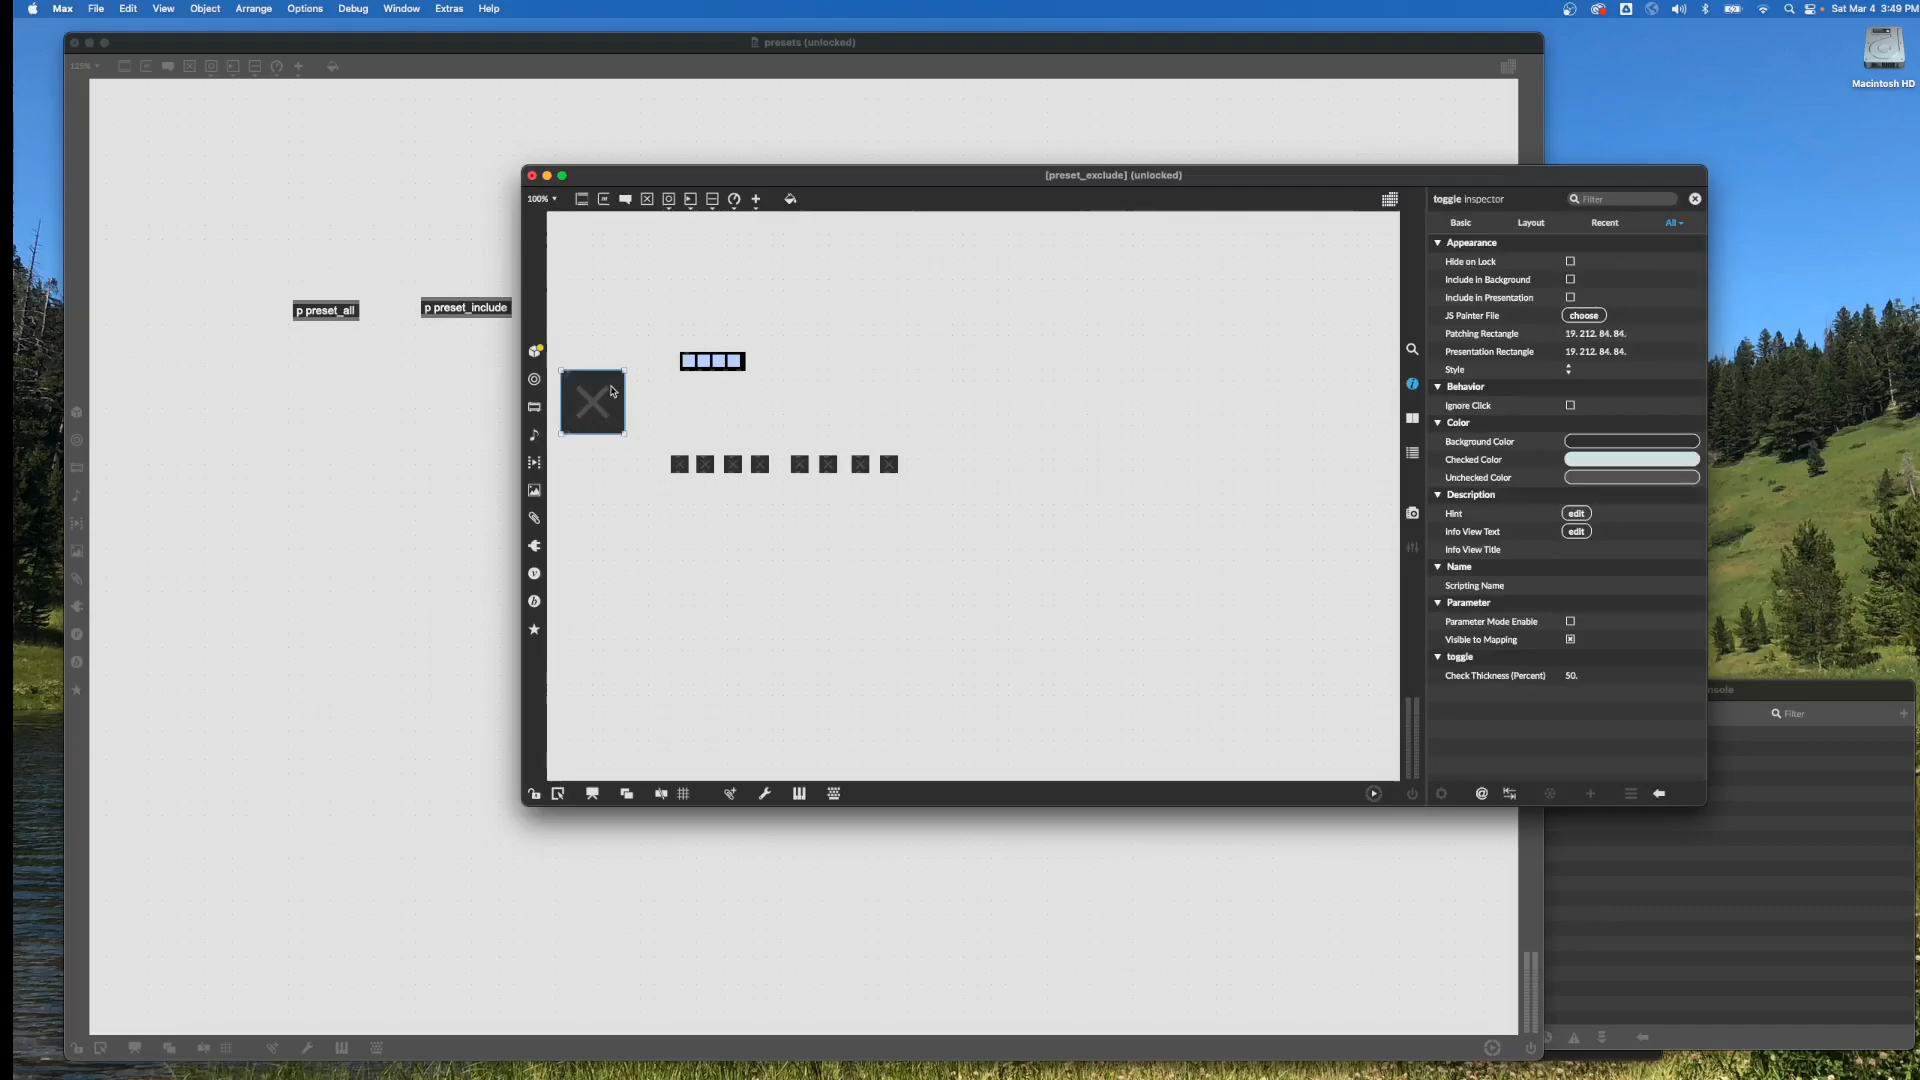 Max File Edit View Object Arrange Options Debug Window Extras Help
Sat Mar 4 3:49 PM
Macintosh HD
presets (unlocked)
125%
p preset_all
p preset_include
[preset_exclude] (unlocked)
100%
toggle inspector
Filter
Basic Layout Recent All
Appearance
Hide on Lock
Include in Background
Include in Presentation
JS Painter File choose
Patching Rectangle 19. 212. 84. 84.
Presentation Rectangle 19. 212. 84. 84.
Style
Behavior
Ignore Click
Color
Background Color
Checked Color
Unchecked Color
Description
Hint edit
Info View Text edit
Info View Title
Name
Scripting Name
Parameter
Parameter Mode Enable
Visible to Mapping
toggle
Check Thickness (Percent) 50.
nsole
Filter